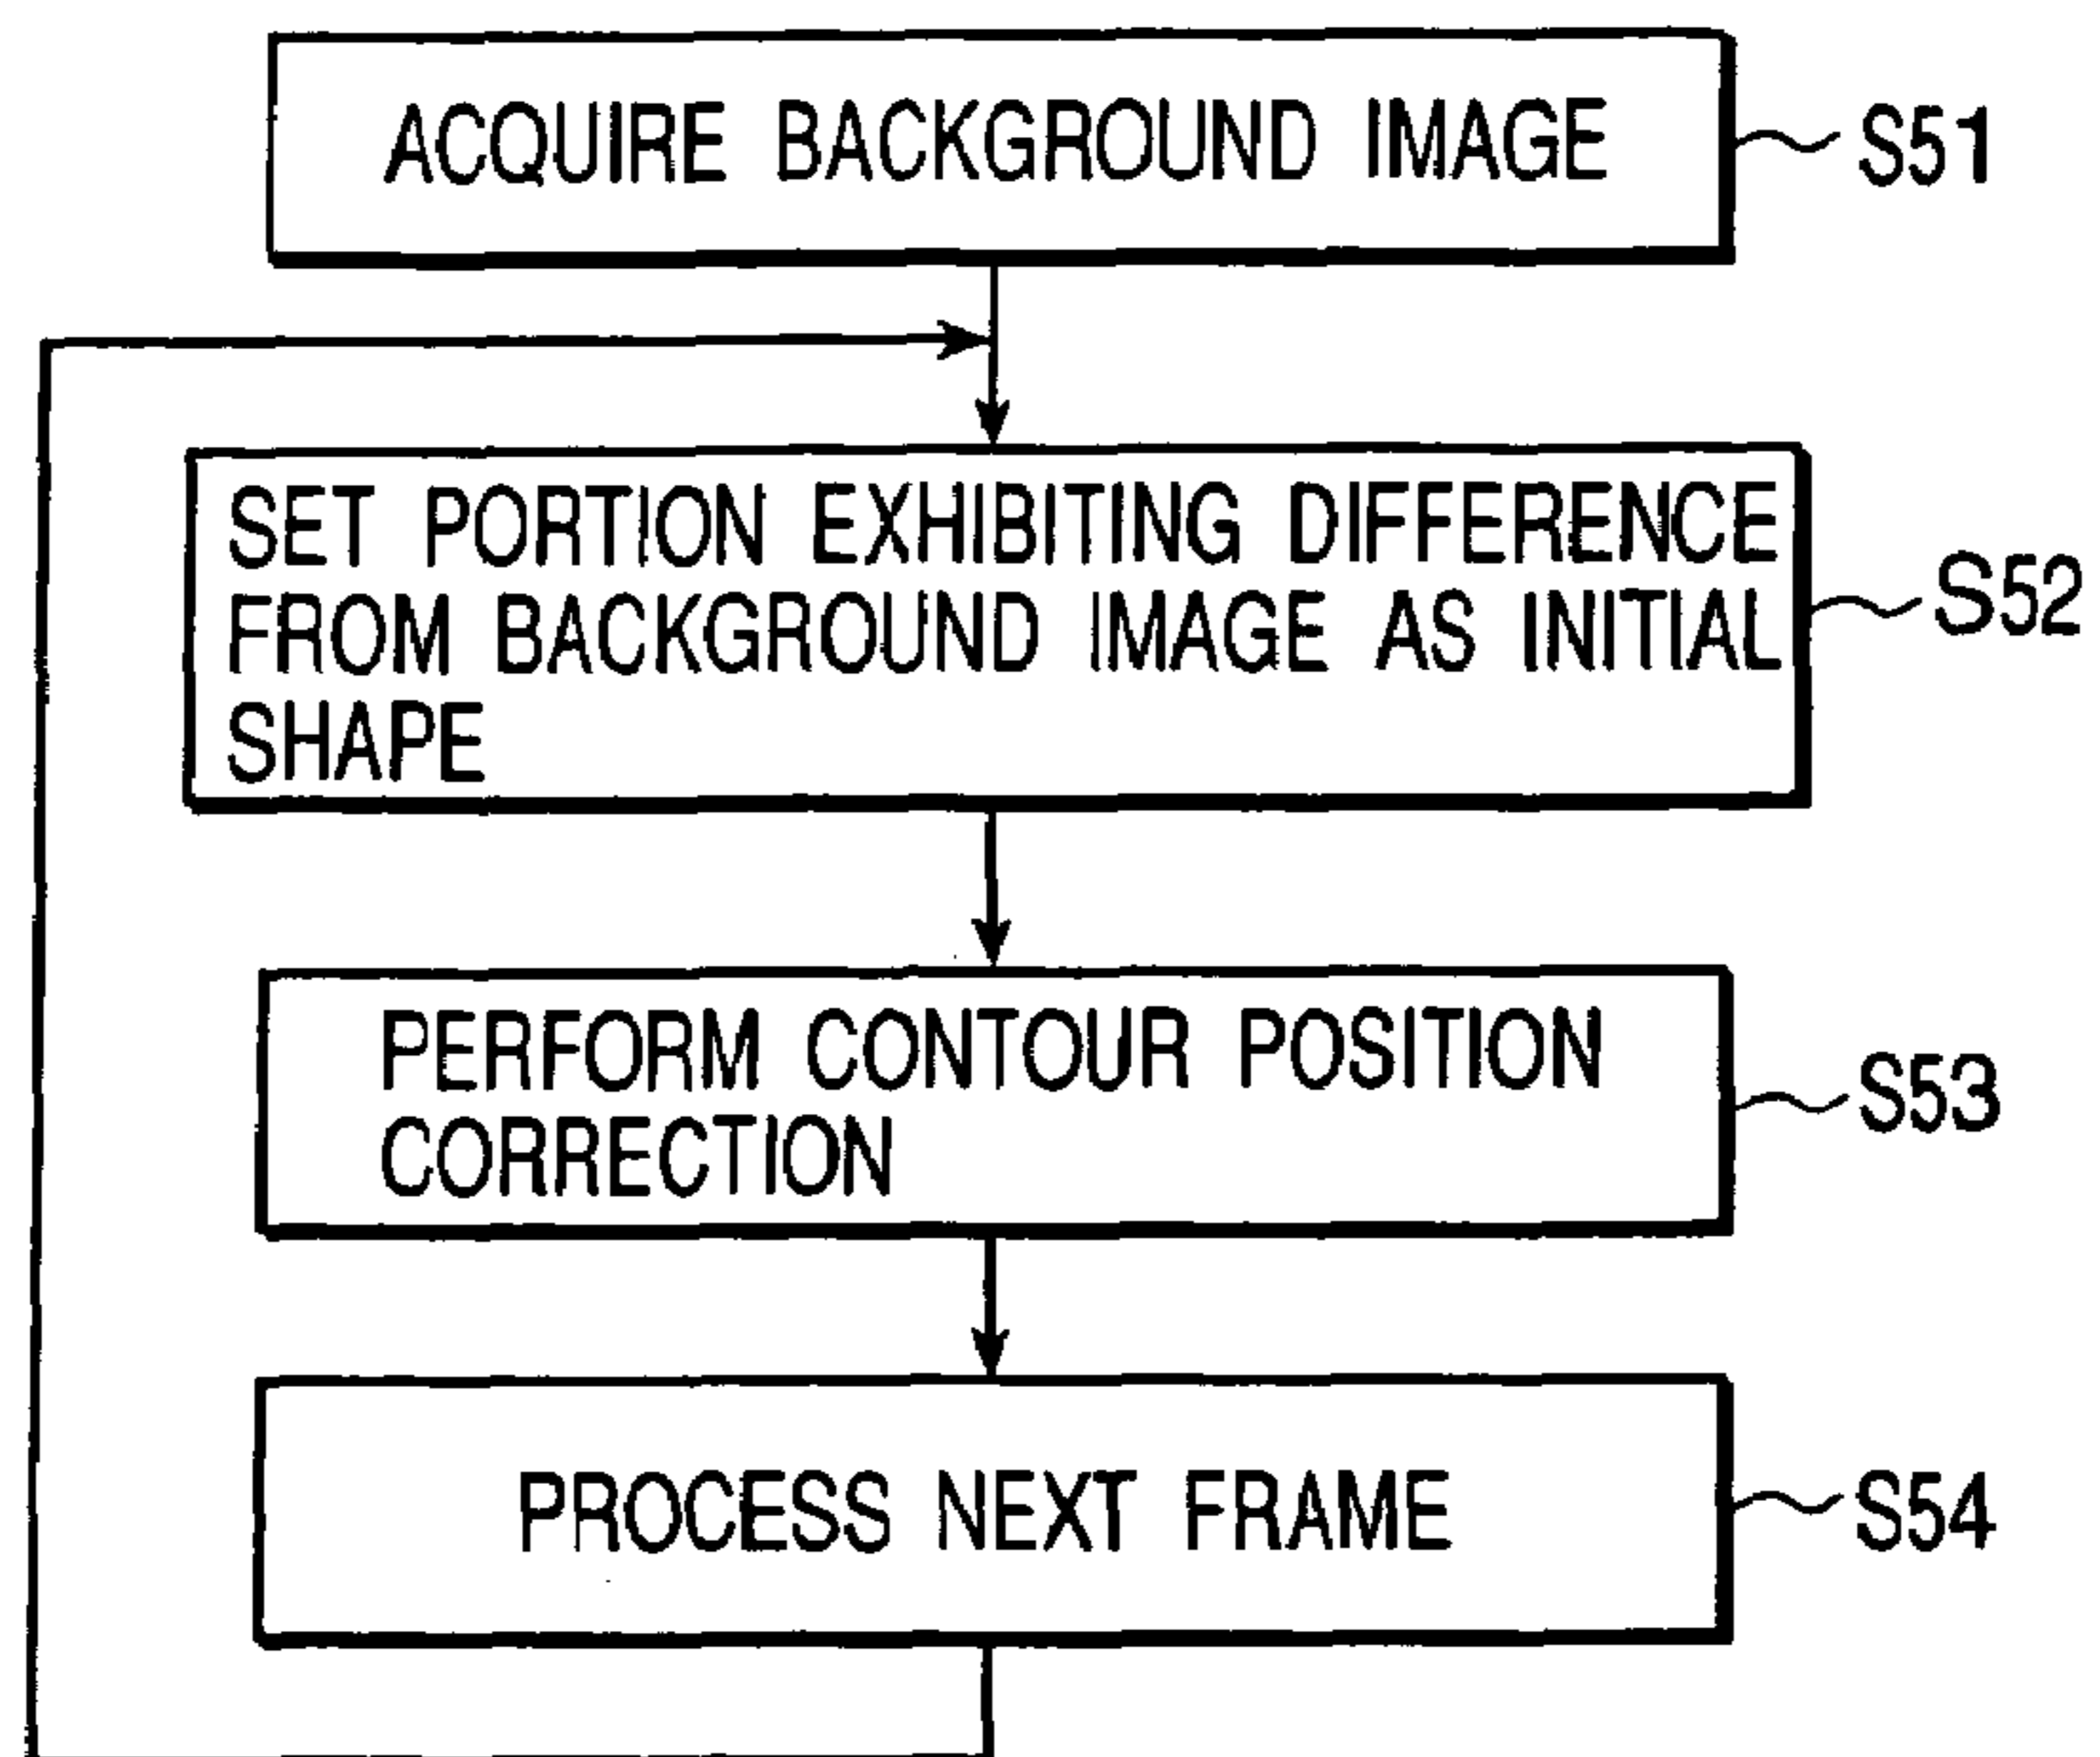 ACQUIRE BACKGROUND IMAGE
S51
SET PORTION EXHIBITING DIFFERENCE
FROM BACKGROUND IMAGE AS INITIAL
SHAPE
S52
PERFORM CONTOUR POSITION
CORRECTION
S53
PROCESS NEXT FRAME
S54